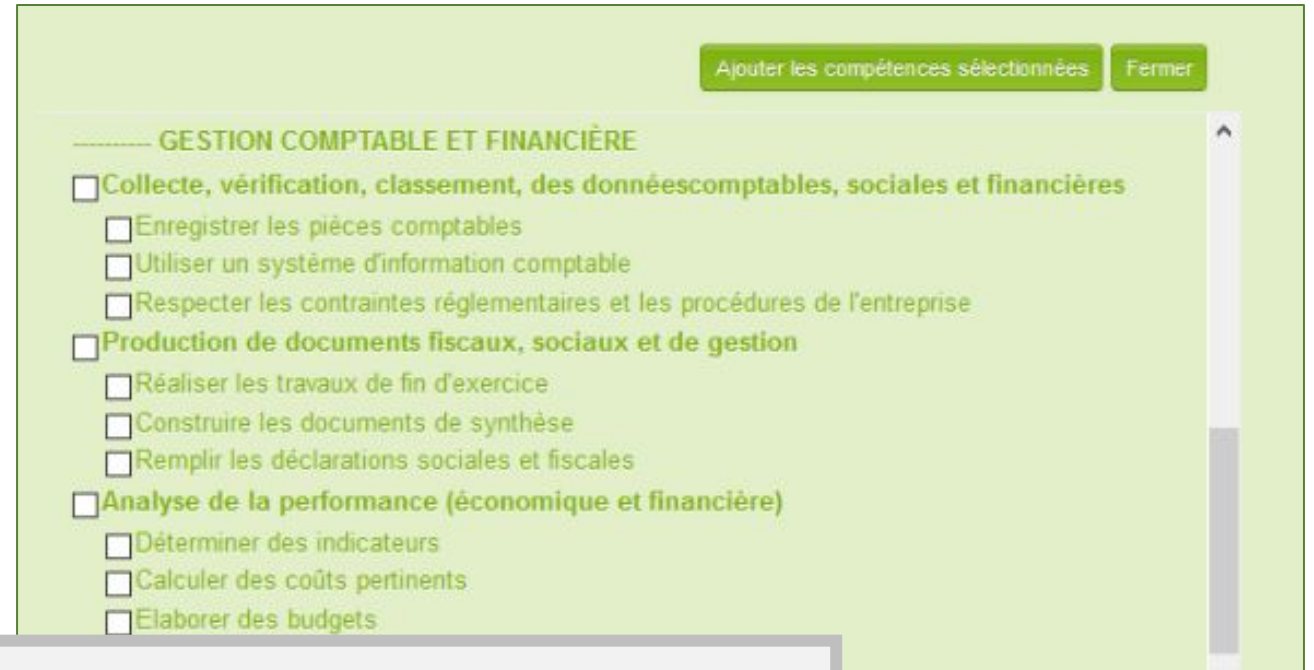 Ajouter les compétences sélectionnées Fermer
---------- GESTION COMPTABLE ET FINANCIÈRE
Collecte, vérification, classement, des donnéescomptables, sociales et financières
Enregistrer les pièces comptables
Utiliser un système d'information comptable
Respecter les contraintes réglementaires et les procédures de l'entreprise
Production de documents fiscaux, sociaux et de gestion
Réaliser les travaux de fin d'exercice
Construire les documents de synthèse
Remplir les déclarations sociales et fiscales
Analyse de la performance (économique et financière)
Déterminer des indicateurs
Calculer des coûts pertinents
Elaborer des budgets